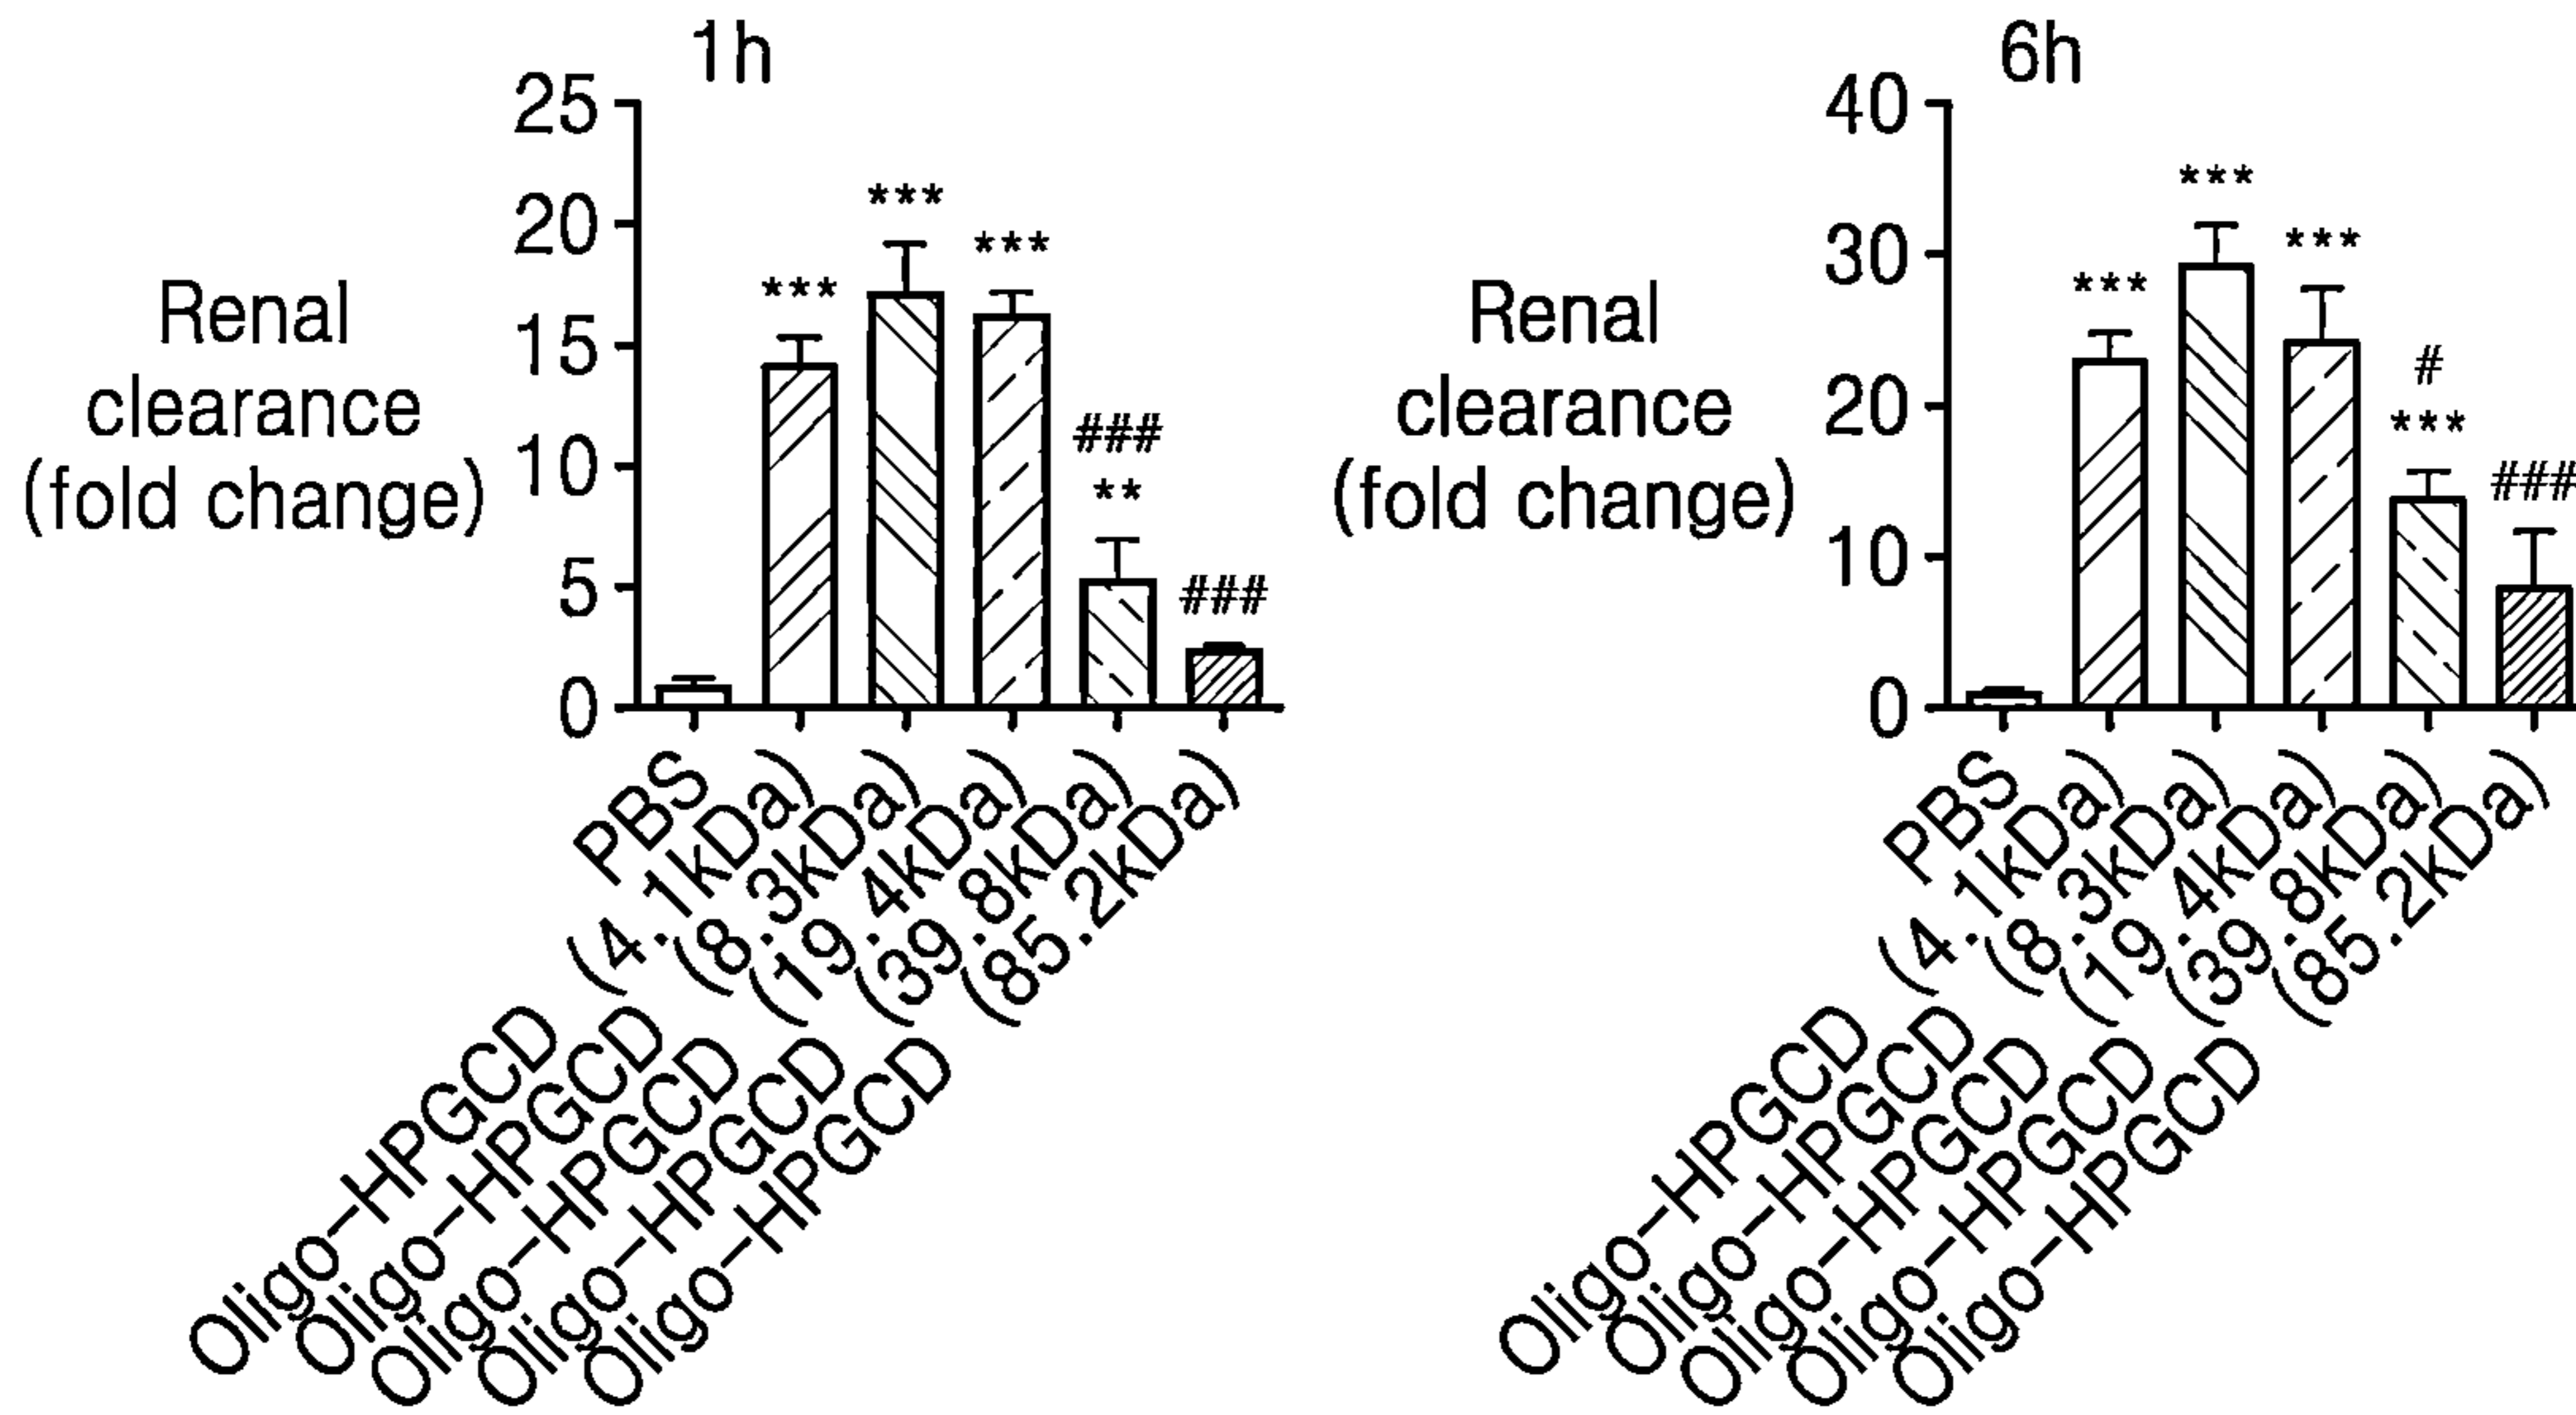 1h
25
20
15
10
5
0
Renal
clearance
(fold change)
***
***
***
###
**
###
PBS
Oligo-HPGCD (4.1kDa)
Oligo-HPGCD (8.3kDa)
Oligo-HPGCD (19.4kDa)
Oligo-HPGCD (39.8kDa)
Oligo-HPGCD (85.2kDa)
6h
40
30
20
10
0
Renal
clearance
(fold change)
***
***
***
#
***
###
PBS
Oligo-HPGCD (4.1kDa)
Oligo-HPGCD (8.3kDa)
Oligo-HPGCD (19.4kDa)
Oligo-HPGCD (39.8kDa)
Oligo-HPGCD (85.2kDa)